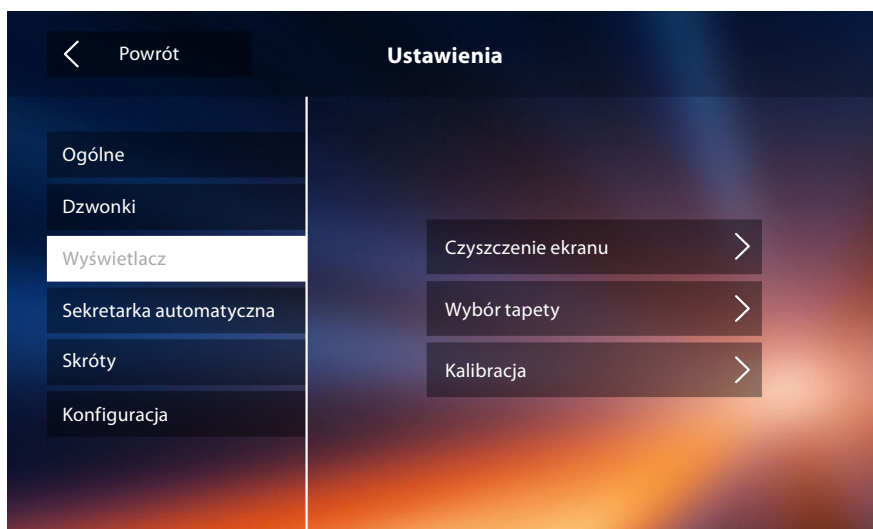 Powrót
Ustawienia
Ogólne
Dzwonki
Wyświetlacz
Sekretarka automatyczna
Skróty
Konfiguracja
Czyszczenie ekranu
Wybór tapety
Kalibracja